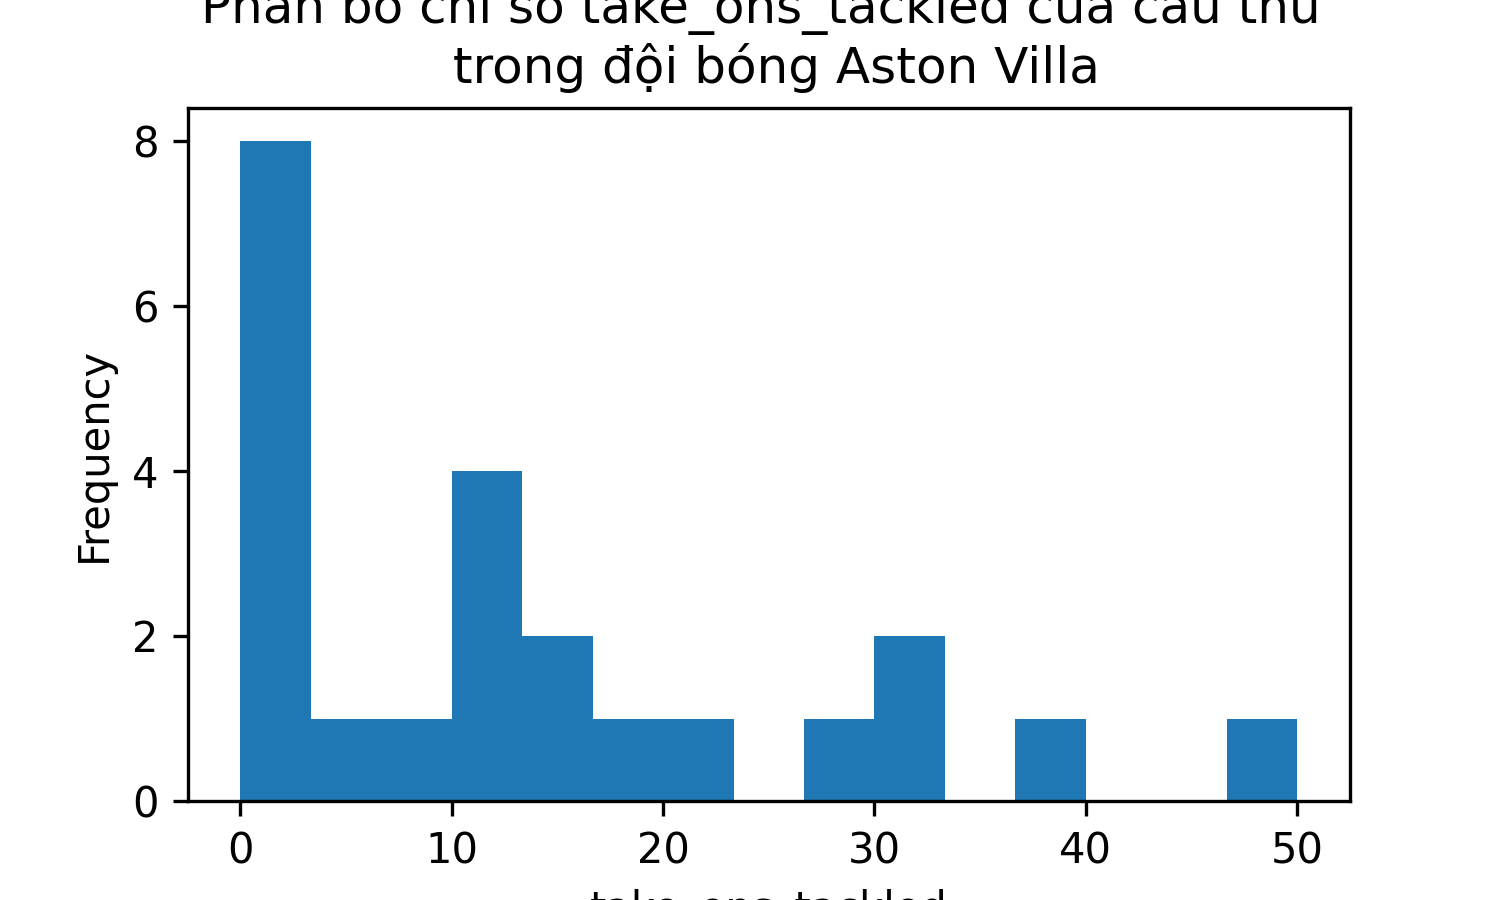 Phân bố chỉ số take_ons_tackled của cầu thủ
trong đội bóng Aston Villa
8
6
4
2
0
Frequency
0 10 20 30 40 50
take_ons_tackled